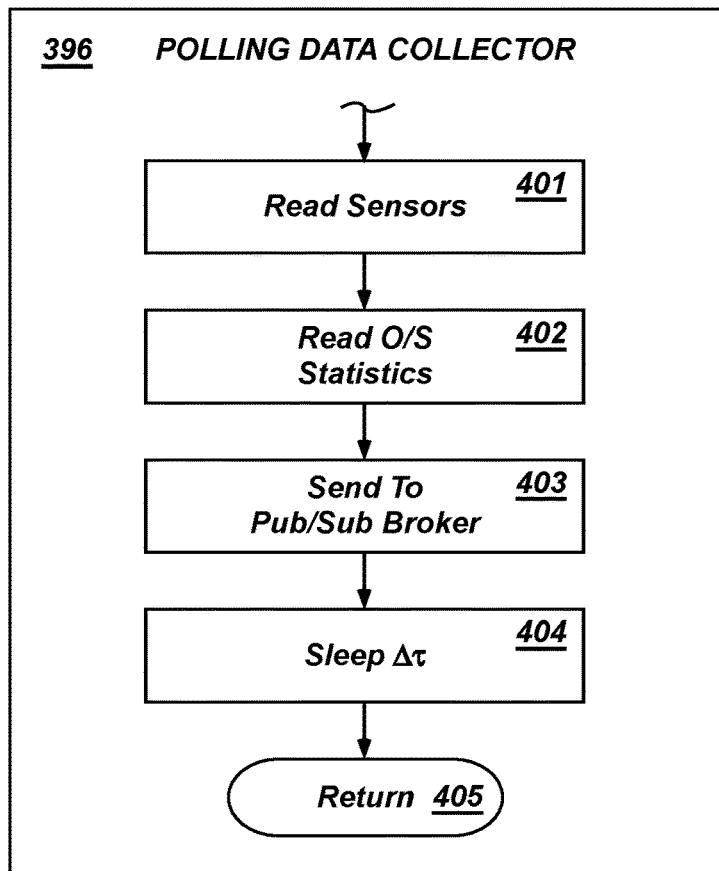 396 POLLING DATA COLLECTOR
401
Read Sensors
402
Read O/S
Statistics
403
Send To
Pub/Sub Broker
404
Sleep Δτ
Return 405